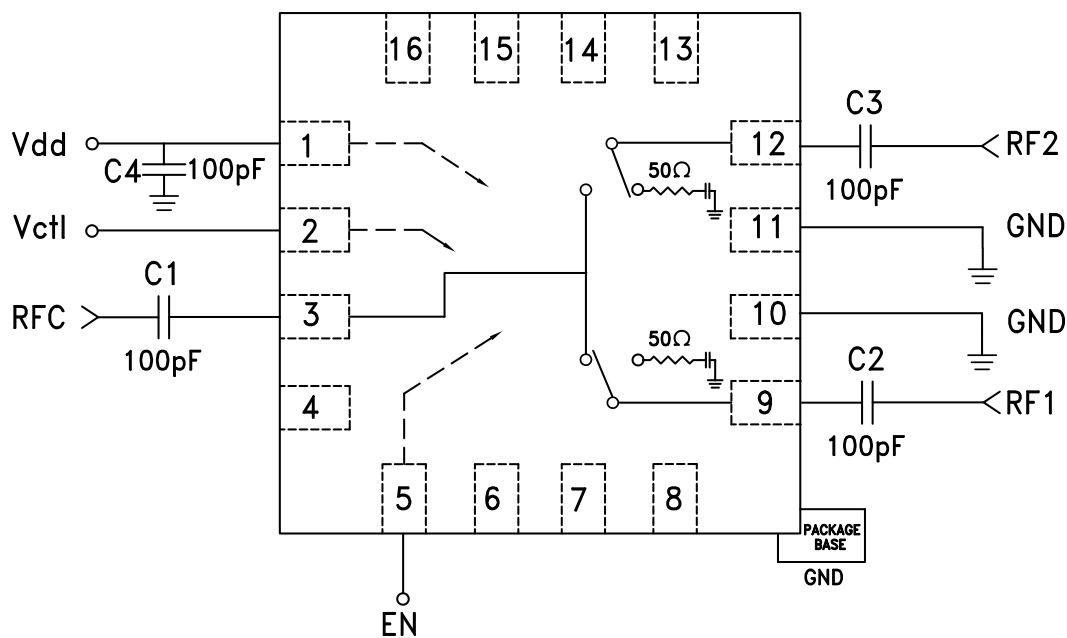 16 15 14 13
C3
Vdd
1
12
RF2
C4 100pF
50Ω
100pF
Vctl
2
11
GND
C1
RFC
3
10
GND
100pF
50Ω
C2
4
9
RF1
100pF
5 6 7 8
PACKAGE
BASE
GND
EN